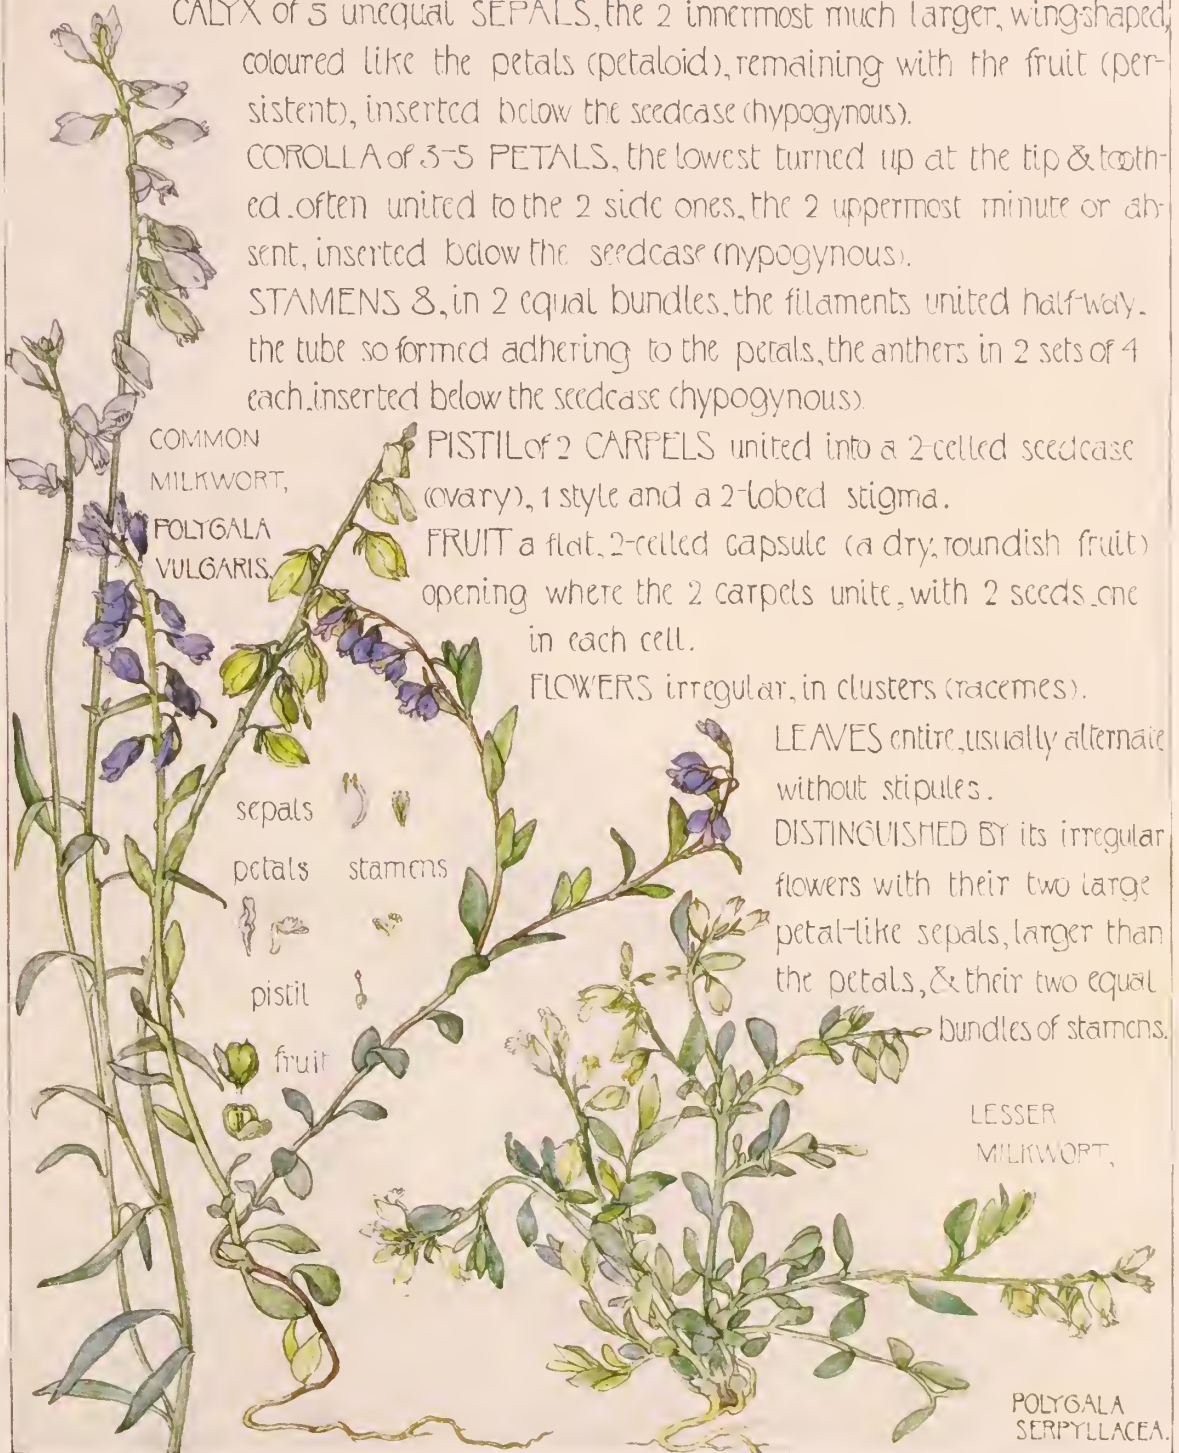 CALYX of 5 unequal SEPALS, the 2 innermost much larger, wing-shaped,
coloured like the petals (petaloid), remaining with the fruit (per-
sistent), inserted below the seedcase (hypogynous).
COROLLA of 3-5 PETALS, the lowest turned up at the tip & tooth-
ed, often united to the 2 side ones, the 2 uppermost minute or ab-
sent, inserted below the seedcase (hypogynous).
STAMENS 8, in 2 equal bundles, the filaments united half-way,
the tube so formed adhering to the petals, the anthers in 2 sets of 4
each, inserted below the seedcase (hypogynous)
COMMON
MILKWORT,
POLYGALA
VULGARIS.
PISTIL of 2 CARPELS united into a 2-celled seedcase
(ovary), 1 style and a 2-lobed stigma.
FRUIT a flat, 2-celled capsule (a dry, roundish fruit)
opening where the 2 carpels unite, with 2 seeds, one
in each cell.
FLOWERS irregular, in clusters (racemes).
LEAVES entire, usually alternate
without stipules.
DISTINGUISHED BY its irregular
flowers with their two large
petal-like sepals, larger than
the petals, & their two equal
bundles of stamens.
sepals
petals stamens
pistil
fruit
LESSER
MILKWORT,
POLYGALA
SERPYLLACEA.